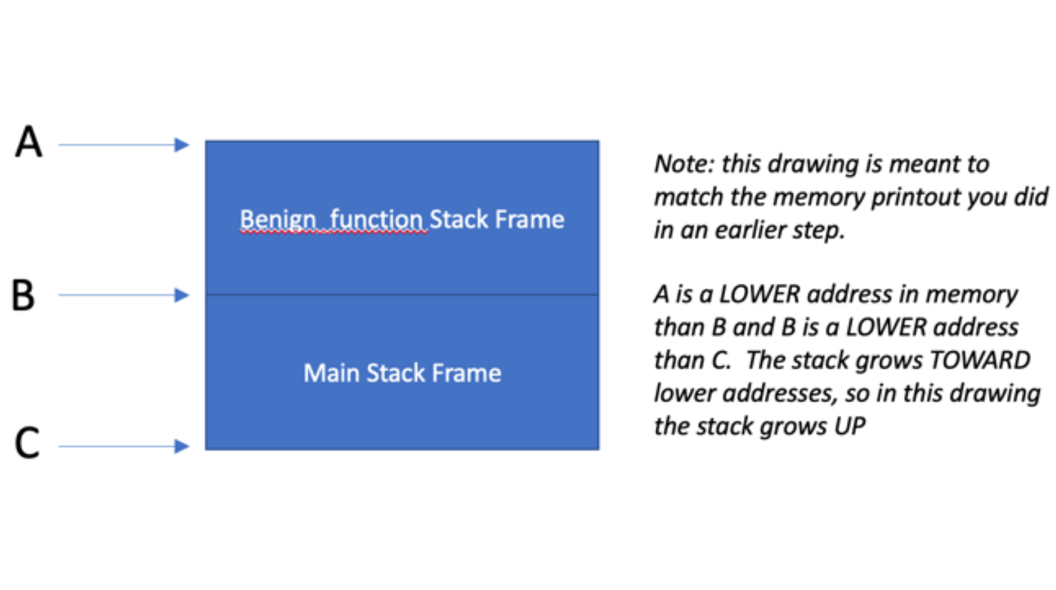 A
Benign_function Stack Frame
B
Main Stack Frame
C
Note: this drawing is meant to
match the memory printout you did
in an earlier step.
A is a LOWER address in memory
than B and B is a LOWER address
than C.  The stack grows TOWARD
lower addresses, so in this drawing
the stack grows UP